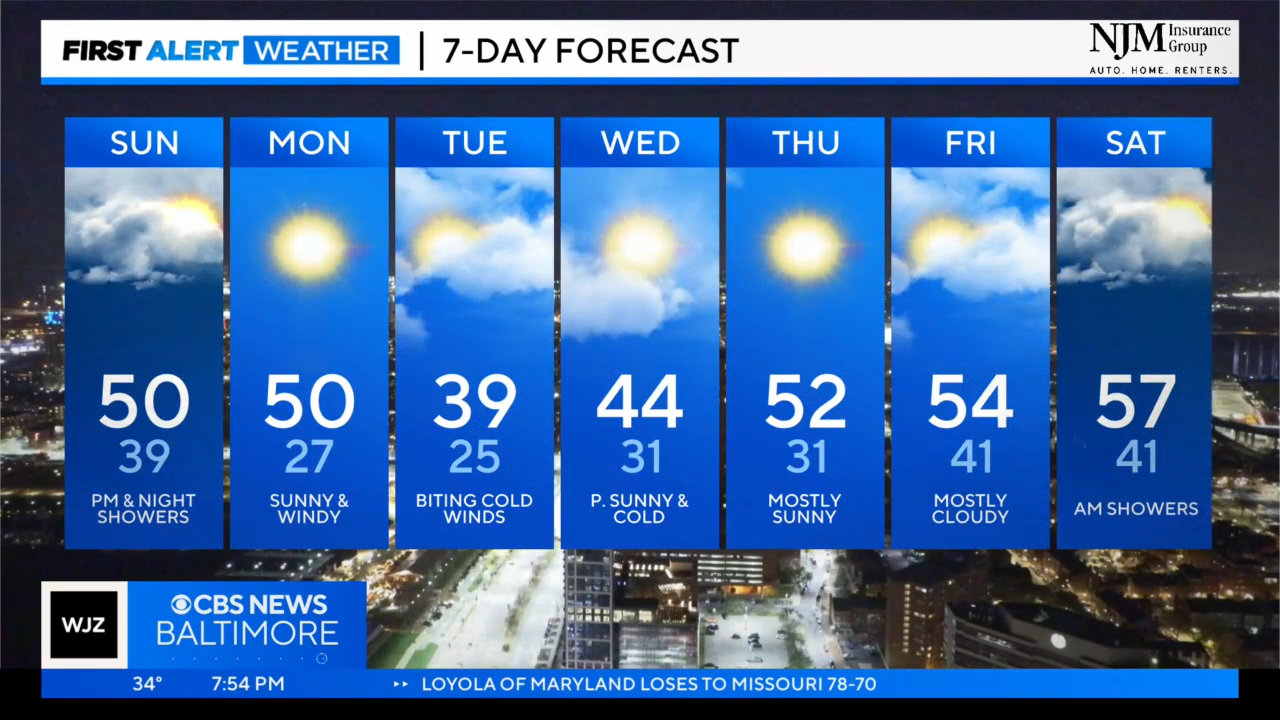 FIRST ALERT WEATHER | 7-DAY FORECAST
NJM Insurance
Group
AUTO. HOME. RENTERS.
SUN
50
39
PM & NIGHT
SHOWERS
MON
50
27
SUNNY &
WINDY
TUE
39
25
BITING COLD
WINDS
WED
44
31
P. SUNNY &
COLD
THU
52
31
MOSTLY
SUNNY
FRI
54
41
MOSTLY
CLOUDY
SAT
57
41
AM SHOWERS
WJZ
CBS NEWS
BALTIMORE
34° 7:54 PM LOYOLA OF MARYLAND LOSES TO MISSOURI 78-70